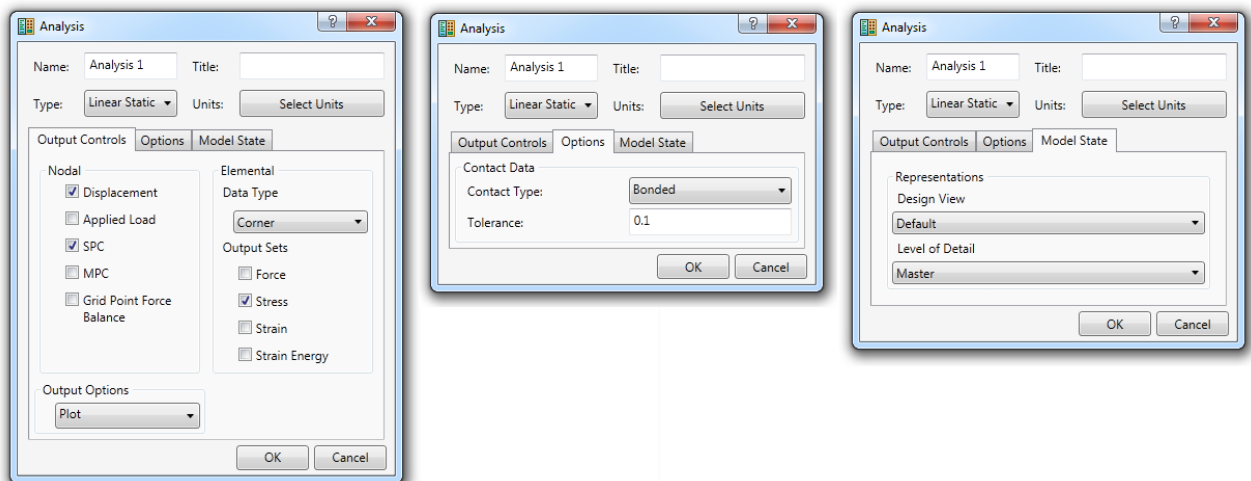 Analysis
Name: Analysis 1 Title:
Type: Linear Static Units: Select Units
Output Controls Options Model State
Nodal
Displacement
Applied Load
SPC
MPC
Grid Point Force
Balance
Elemental
Data Type
Corner
Output Sets
Force
Stress
Strain
Strain Energy
Output Options
Plot
OK Cancel
Analysis
Name: Analysis 1 Title:
Type: Linear Static Units: Select Units
Output Controls Options Model State
Contact Data
Contact Type: Bonded
Tolerance: 0.1
OK Cancel
Analysis
Name: Analysis 1 Title:
Type: Linear Static Units: Select Units
Output Controls Options Model State
Representations
Design View
Default
Level of Detail
Master
OK Cancel